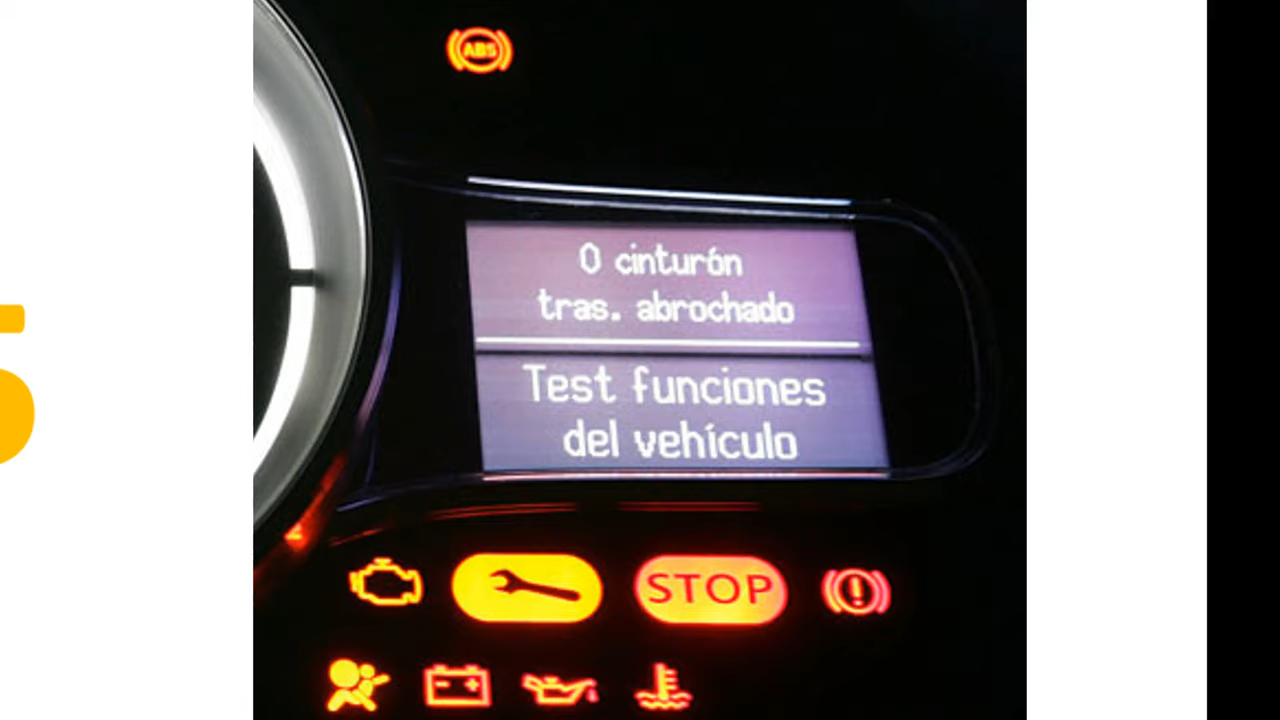 ABS
0 cinturón
tras. abrochado
Test funciones
del vehículo
STOP